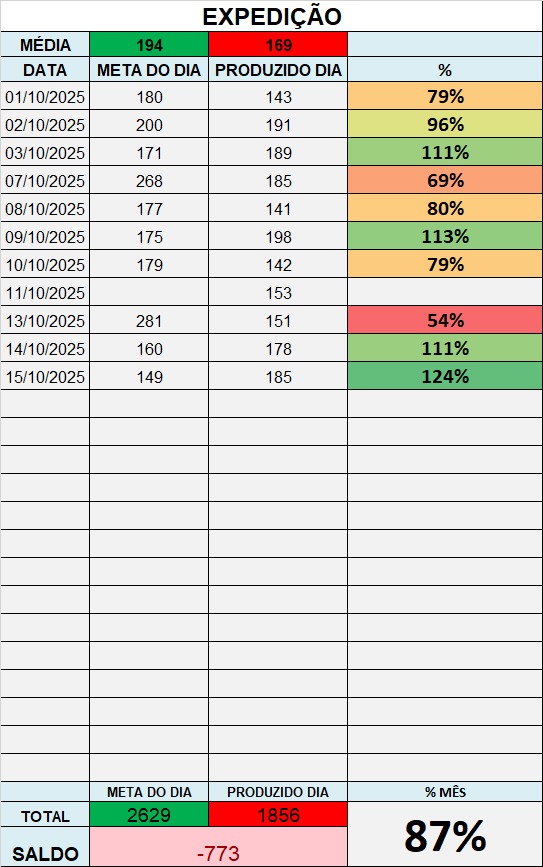 EXPEDIÇÃO
MÉDIA 194 169
DATA META DO DIA PRODUZIDO DIA %
01/10/2025 180 143 79%
02/10/2025 200 191 96%
03/10/2025 171 189 111%
07/10/2025 268 185 69%
08/10/2025 177 141 80%
09/10/2025 175 198 113%
10/10/2025 179 142 79%
11/10/2025 153
13/10/2025 281 151 54%
14/10/2025 160 178 111%
15/10/2025 149 185 124%
META DO DIA PRODUZIDO DIA % MÊS
TOTAL 2629 1856 87%
SALDO -773